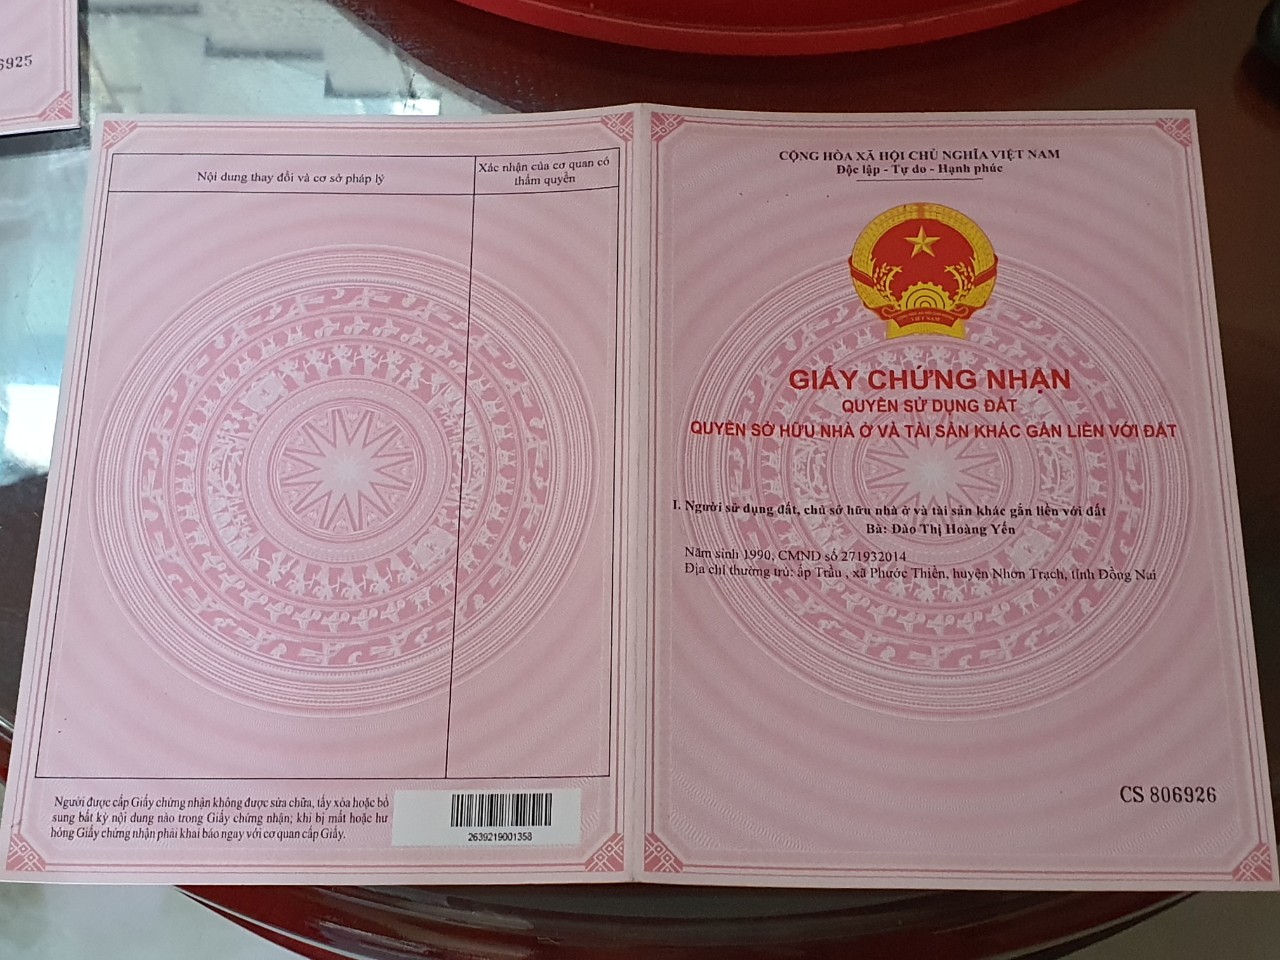 6925
Nội dung thay đổi và cơ sở pháp lý
Xác nhận của cơ quan có
thẩm quyền
Người được cấp Giấy chứng nhận không được sửa chữa, tẩy xóa hoặc bổ
sung bất kỳ nội dung nào trong Giấy chứng nhận; khi bị mất hoặc hư
hỏng Giấy chứng nhận phải khai báo ngay với cơ quan cấp Giấy.
2639219001358
CỘNG HÒA XÃ HỘI CHỦ NGHĨA VIỆT NAM
Độc lập - Tự do - Hạnh phúc
VIỆT NAM
GIẤY CHỨNG NHẬN
QUYỀN SỬ DỤNG ĐẤT
QUYỀN SỞ HỮU NHÀ Ở VÀ TÀI SẢN KHÁC GẮN LIỀN VỚI ĐẤT
I. Người sử dụng đất, chủ sở hữu nhà ở và tài sản khác gắn liền với đất
Bà: Đào Thị Hoàng Yến
Năm sinh 1990, CMND số 271932014
Địa chỉ thường trú: ấp Trầu , xã Phước Thiền, huyện Nhơn Trạch, tỉnh Đồng Nai
CS 806926